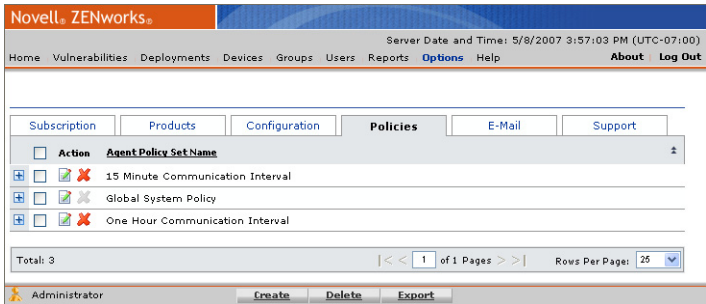 Novell® ZENworks®
Server Date and Time: 5/8/2007 3:57:03 PM (UTC-07:00)
Home Vulnerabilities Deployments Devices Groups Users Reports Options Help About | Log Out
Subscription Products Configuration Policies E-Mail Support
Action Agent Policy Set Name
15 Minute Communication Interval
Global System Policy
One Hour Communication Interval
Total: 3 |< < 1 of 1 Pages > >| Rows Per Page: 25
Administrator Create Delete Export